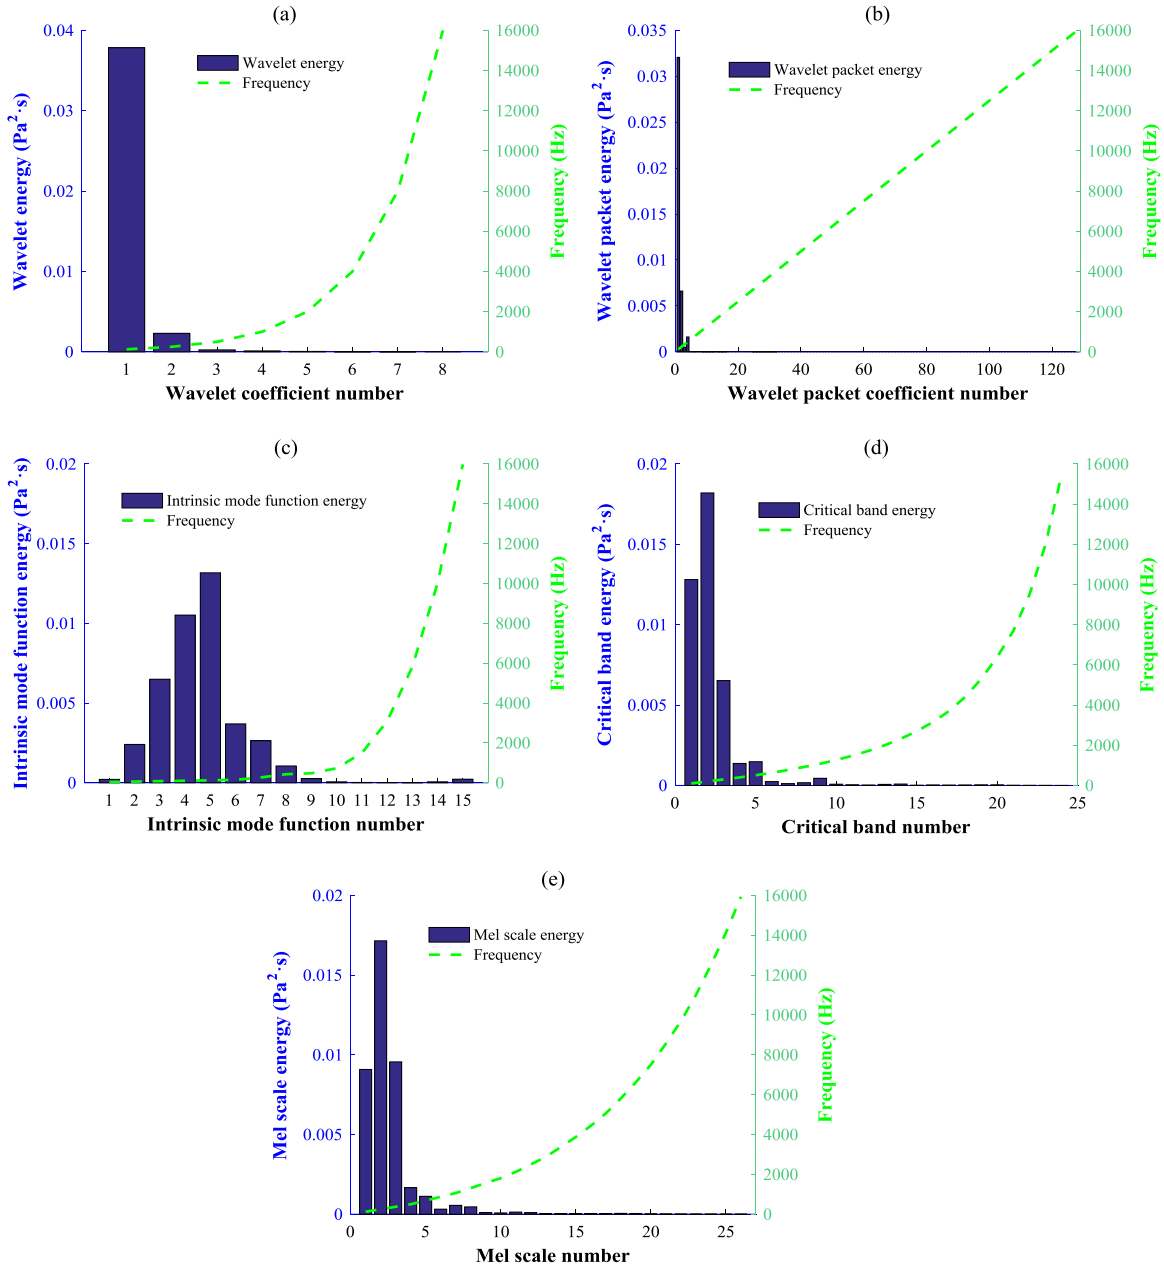 (a)
0.04
0.03
0.02
0.01
0
Wavelet energy (Pa²·s)
Wavelet energy
Frequency
16000
14000
12000
10000
8000
6000
4000
2000
0
Frequency (Hz)
1 2 3 4 5 6 7 8
Wavelet coefficient number
(b)
0.035
0.03
0.025
0.02
0.015
0.01
0.005
0
Wavelet packet energy (Pa²·s)
Wavelet packet energy
Frequency
16000
14000
12000
10000
8000
6000
4000
2000
0
Frequency (Hz)
0 20 40 60 80 100 120
Wavelet packet coefficient number
(c)
0.02
0.015
0.01
0.005
0
Intrinsic mode function energy (Pa²·s)
Intrinsic mode function energy
Frequency
16000
14000
12000
10000
8000
6000
4000
2000
0
Frequency (Hz)
1 2 3 4 5 6 7 8 9 10 11 12 13 14 15
Intrinsic mode function number
(d)
0.02
0.015
0.01
0.005
0
Critical band energy (Pa²·s)
Critical band energy
Frequency
16000
14000
12000
10000
8000
6000
4000
2000
0
Frequency (Hz)
0 5 10 15 20 25
Critical band number
(e)
0.02
0.015
0.01
0.005
0
Mel scale energy (Pa²·s)
Mel scale energy
Frequency
16000
14000
12000
10000
8000
6000
4000
2000
0
Frequency (Hz)
0 5 10 15 20 25
Mel scale number